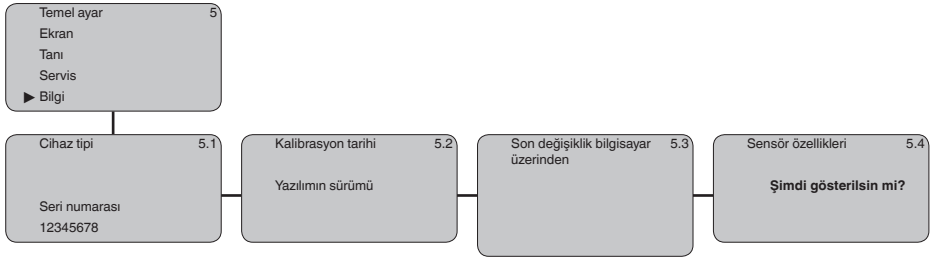 Temel ayar 5
Ekran
Tanı
Servis
▶ Bilgi
Cihaz tipi 5.1
Seri numarası
12345678
Kalibrasyon tarihi 5.2
Yazılımın sürümü
Son değişiklik bilgisayar 5.3
üzerinden
Sensör özellikleri 5.4
Şimdi gösterilsin mi?